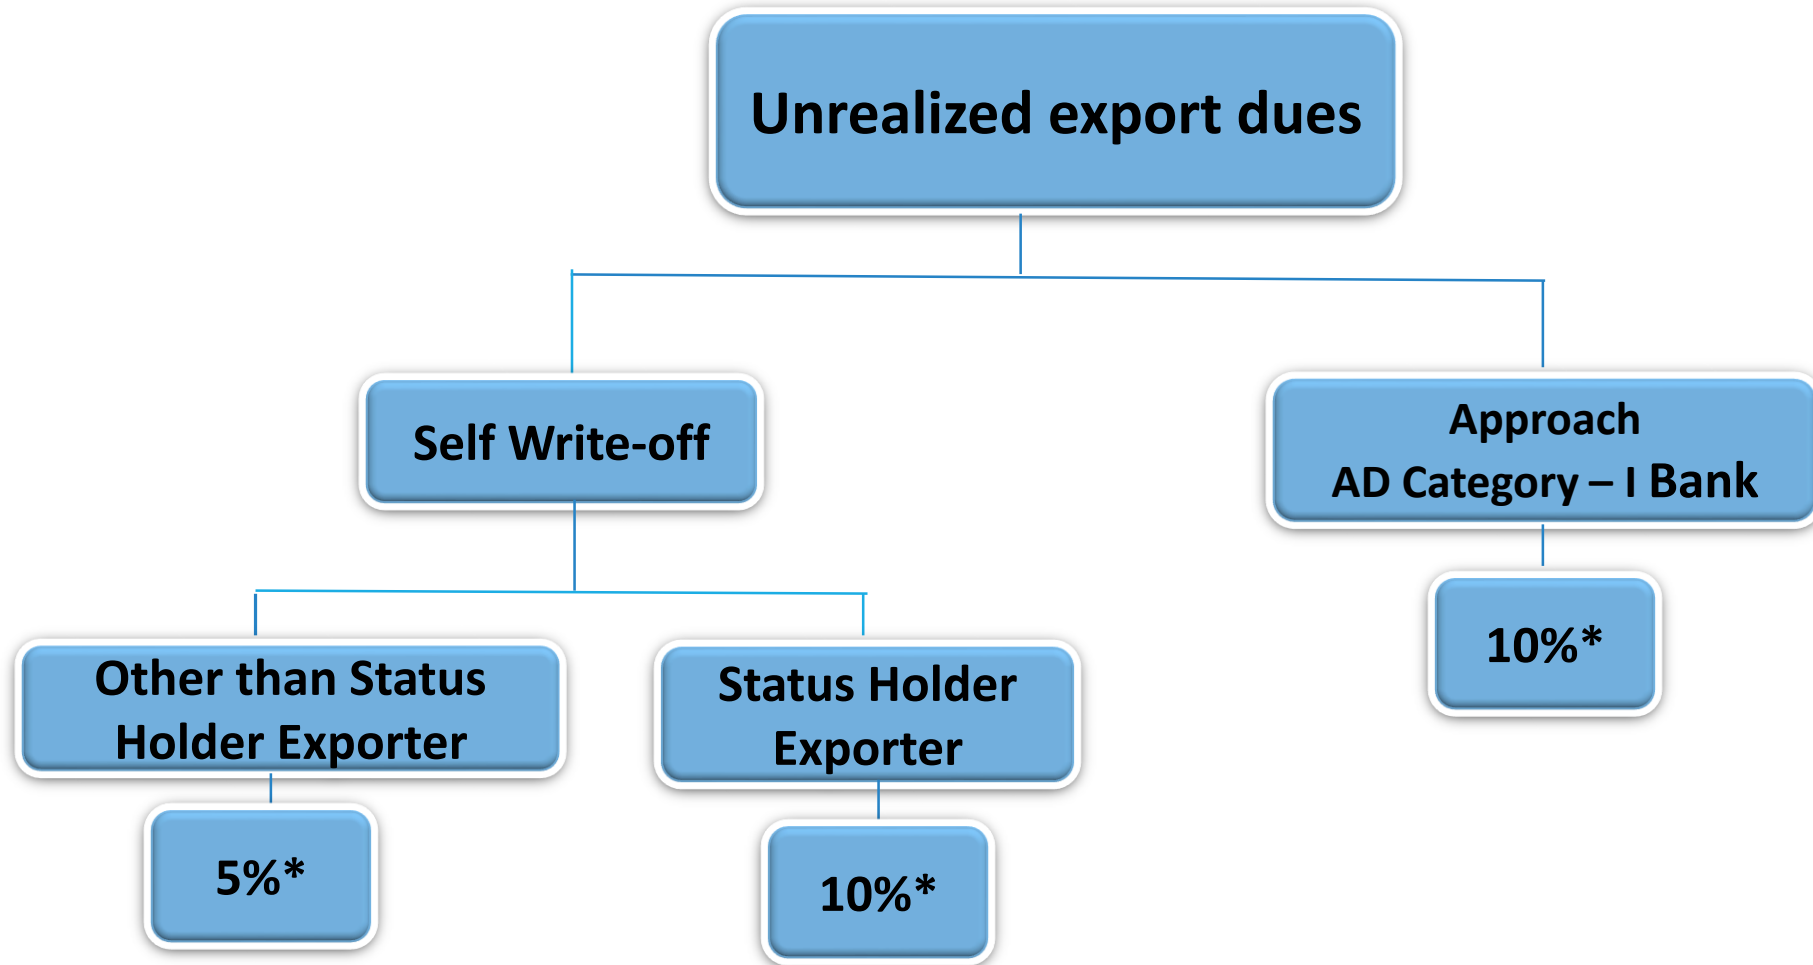 Unrealized export dues
Self Write-off
Approach
AD Category – I Bank
Other than Status
Holder Exporter
Status Holder
Exporter
10%*
5%*
10%*